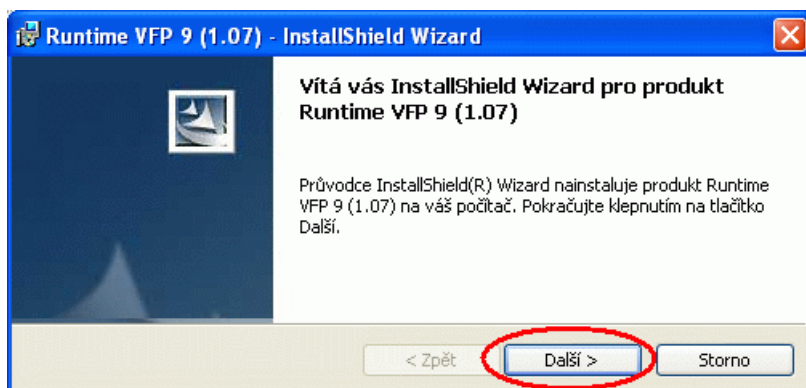 Runtime VFP 9 (1.07) - InstallShield Wizard
Vítá vás InstallShield Wizard pro produkt
Runtime VFP 9 (1.07)
Průvodce InstallShield(R) Wizard nainstaluje produkt Runtime
VFP 9 (1.07) na váš počítač. Pokračujte klepnutím na tlačítko
Další.
< Zpět
Další >
Storno